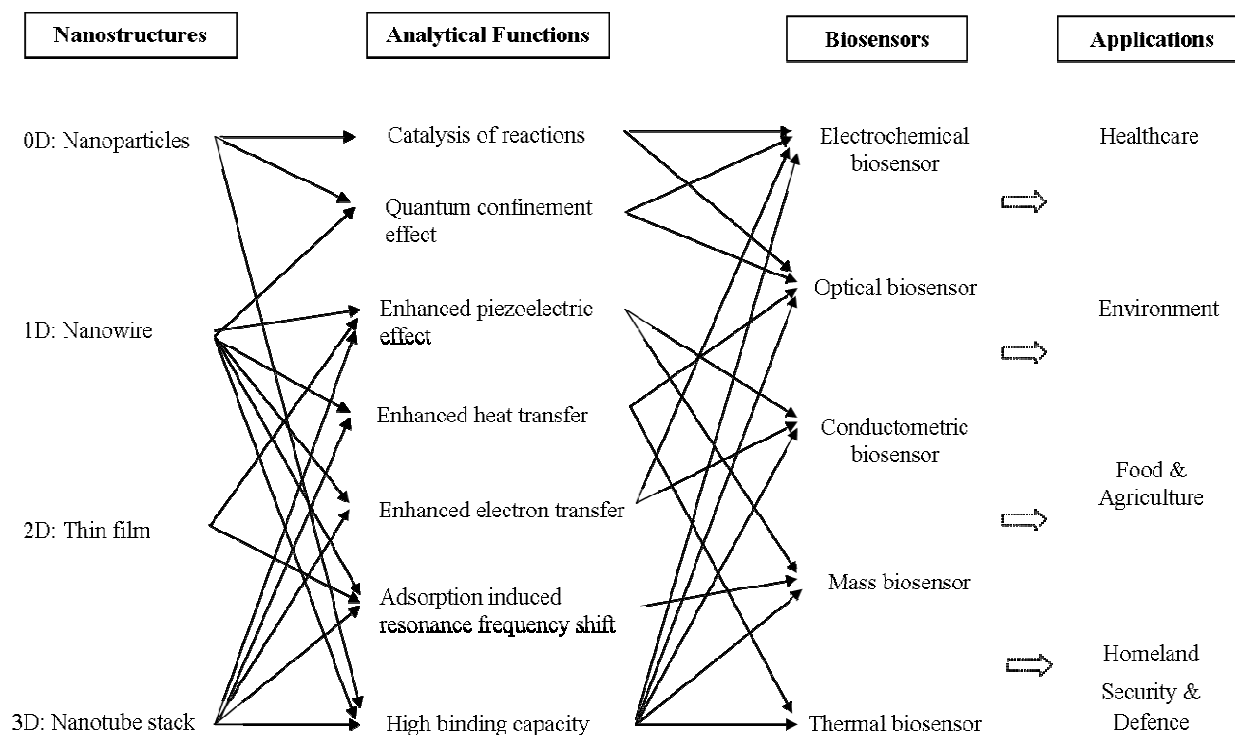 Nanostructures
Analytical Functions
Biosensors
Applications
0D: Nanoparticles
1D: Nanowire
2D: Thin film
3D: Nanotube stack
Catalysis of reactions
Quantum confinement
effect
Enhanced piezoelectric
effect
Enhanced heat transfer
Enhanced electron transfer
Adsorption induced
resonance frequency shift
High binding capacity
Electrochemical
biosensor
Optical biosensor
Conductometric
biosensor
Mass biosensor
Thermal biosensor
Healthcare
Environment
Food &
Agriculture
Homeland
Security &
Defence